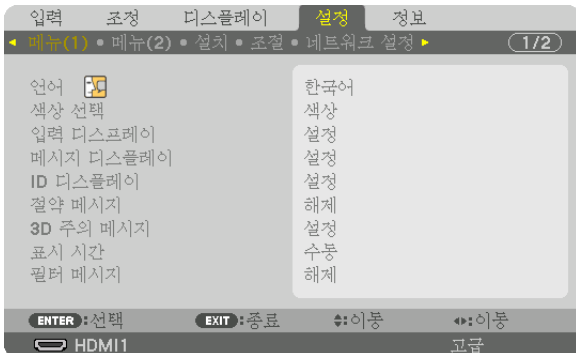 입력 조정 디스플레이 설정 정보
◀ 메뉴(1) ● 메뉴(2) ● 설치 ● 조절 ● 네트워크 설정 ▶ (1/2)
언어 한국어
색상 선택 색상
입력 디스프레이 설정
메시지 디스플레이 설정
ID 디스플레이 설정
절약 메시지 해제
3D 주의 메시지 설정
표시 시간 수동
필터 메시지 해제
ENTER :선택 EXIT :종료 :이동 :이동
HDMI1 고급